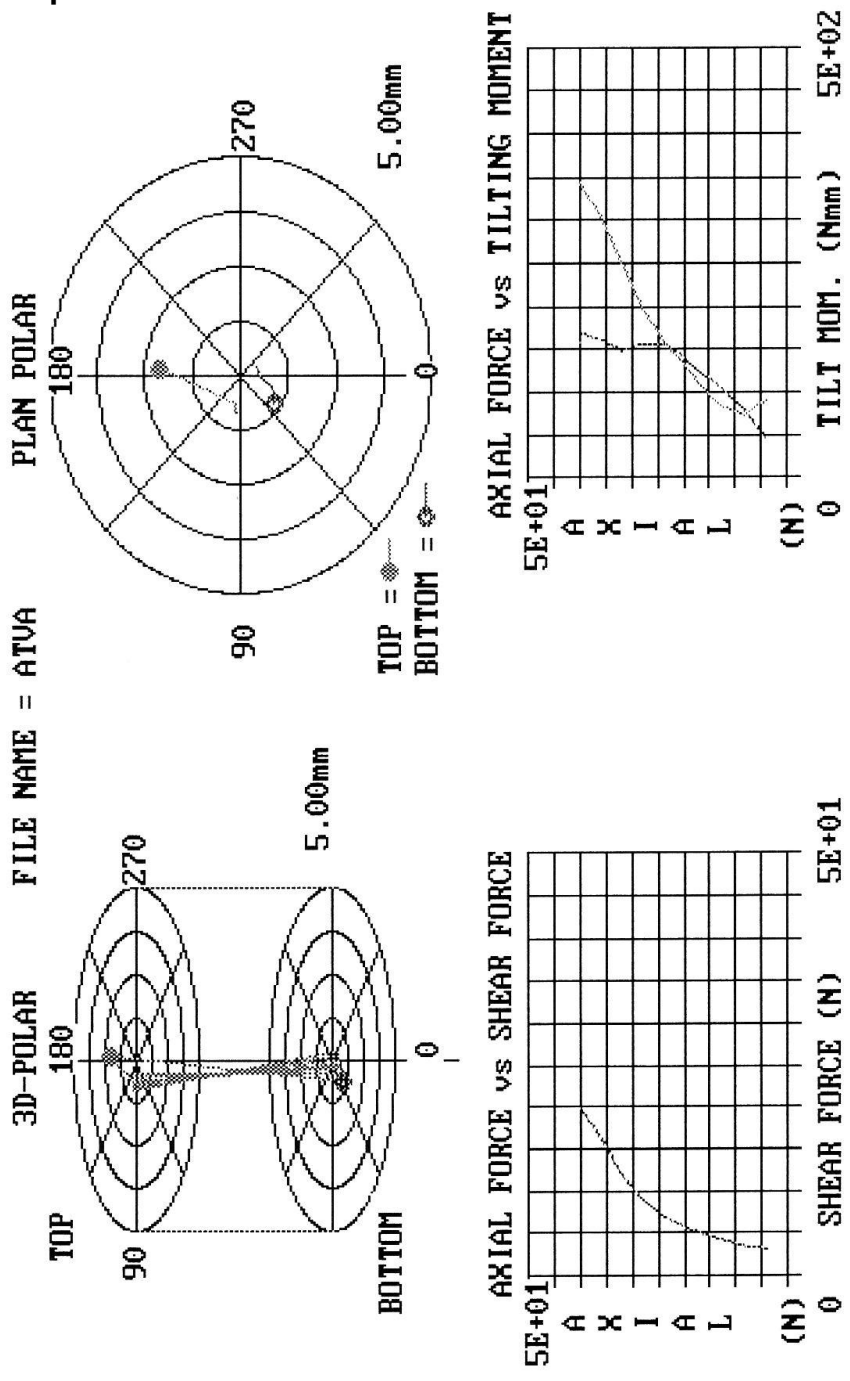 FILE NAME = ATVA
3D-POLAR
180
TOP
90
270
5.00mm
BOTTOM
0
PLAN POLAR
180
90
270
5.00mm
0
TOP =
BOTTOM =
AXIAL FORCE vs SHEAR FORCE
5E+01
A
X
I
A
L
(N)
0
SHEAR FORCE (N)
5E+01
AXIAL FORCE vs TILTING MOMENT
5E+01
A
X
I
A
L
(N)
0
TILT MOM. (Nmm)
5E+02